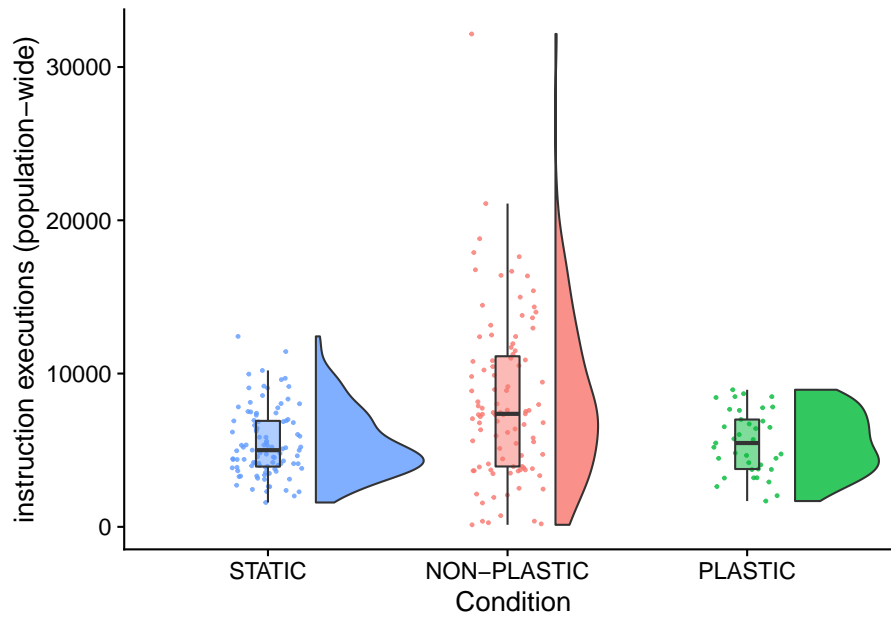 instruction executions (population−wide)
30000
20000
10000
0
STATIC
NON−PLASTIC
PLASTIC
Condition